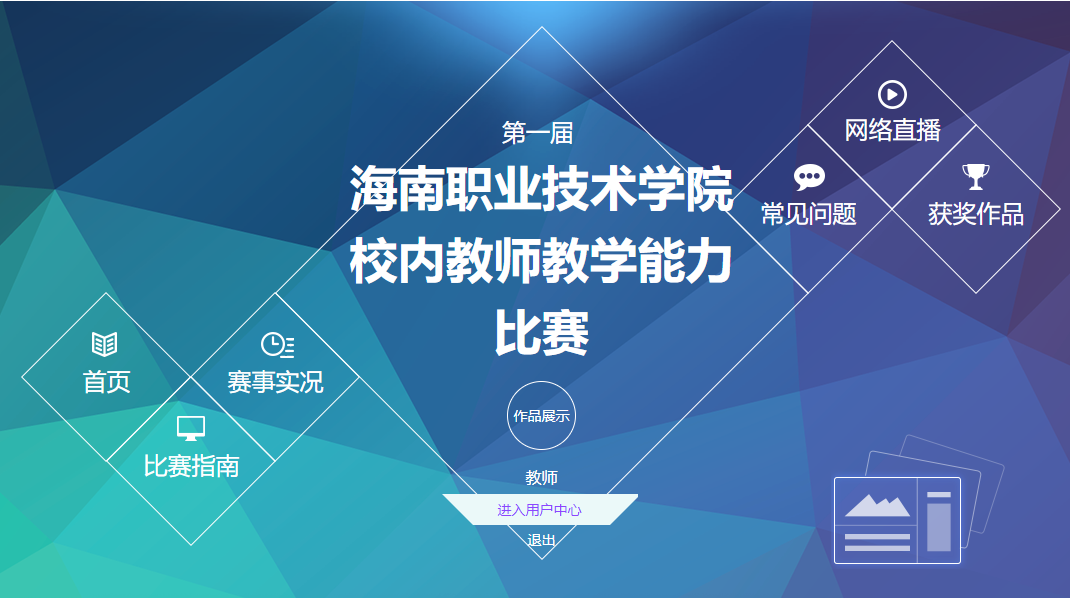 第一届
海南职业技术学院
校内教师教学能力
比赛
网络直播
常见问题
获奖作品
首页
赛事实况
比赛指南
作品展示
教师
进入用户中心
退出